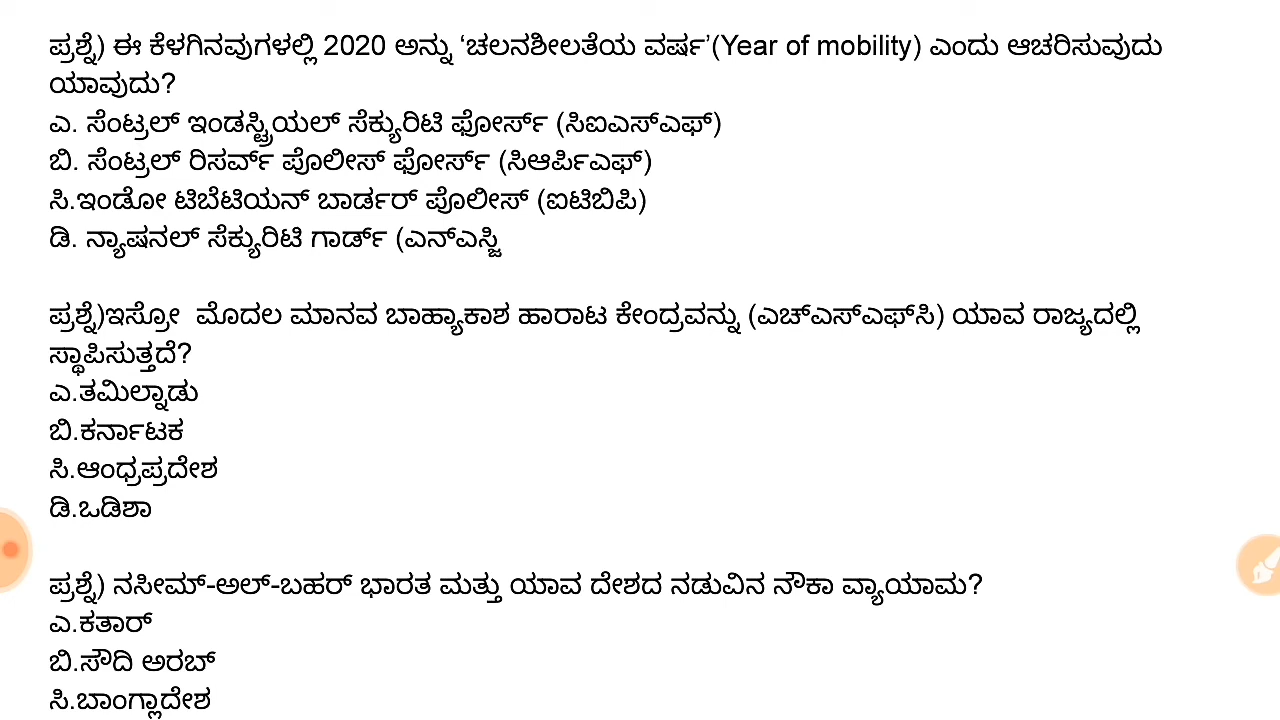 ಪ್ರಶ್ನೆ) ಈ ಕೆಳಗಿನವುಗಳಲ್ಲಿ 2020 ಅನ್ನು ‘ಚಲನಶೀಲತೆಯ ವರ್ಷ’(Year of mobility) ಎಂದು ಆಚರಿಸುವುದು
ಯಾವುದು?
ಎ. ಸೆಂಟ್ರಲ್ ಇಂಡಸ್ಟ್ರಿಯಲ್ ಸೆಕ್ಯುರಿಟಿ ಫೋರ್ಸ್ (ಸಿಐಎಸ್ಎಫ್)
ಬಿ. ಸೆಂಟ್ರಲ್ ರಿಸರ್ವ್ ಪೊಲೀಸ್ ಫೋರ್ಸ್ (ಸಿಆರ್ಪಿಎಫ್)
ಸಿ.ಇಂಡೋ ಟಿಬೆಟಿಯನ್ ಬಾರ್ಡರ್ ಪೊಲೀಸ್ (ಐಟಿಬಿಪಿ)
ಡಿ. ನ್ಯಾಷನಲ್ ಸೆಕ್ಯುರಿಟಿ ಗಾರ್ಡ್ (ಎನ್ಎಸ್ಜಿ
ಪ್ರಶ್ನೆ)ಇಸ್ರೋ ಮೊದಲ ಮಾನವ ಬಾಹ್ಯಾಕಾಶ ಹಾರಾಟ ಕೇಂದ್ರವನ್ನು (ಎಚ್ಎಸ್ಎಫ್‌ಸಿ) ಯಾವ ರಾಜ್ಯದಲ್ಲಿ
ಸ್ಥಾಪಿಸುತ್ತದೆ?
ಎ.ತಮಿಲ್ನಾಡು
ಬಿ.ಕರ್ನಾಟಕ
ಸಿ.ಆಂಧ್ರಪ್ರದೇಶ
ಡಿ.ಒಡಿಶಾ
ಪ್ರಶ್ನೆ) ನಸೀಮ್-ಅಲ್-ಬಹರ್ ಭಾರತ ಮತ್ತು ಯಾವ ದೇಶದ ನಡುವಿನ ನೌಕಾ ವ್ಯಾಯಾಮ?
ಎ.ಕತಾರ್
ಬಿ.ಸೌದಿ ಅರಬ್
ಸಿ.ಬಾಂಗ್ಲಾದೇಶ